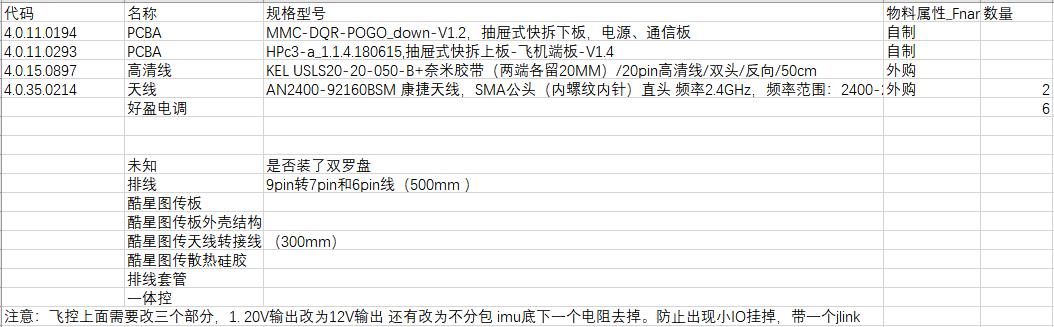 代码 名称 规格型号 物料属性_Fnar 数量
4.0.11.0194 PCBA MMC-DQR-POGO_down-V1.2，抽屉式快拆下板，电源、通信板 自制
4.0.11.0293 PCBA HPc3-a_1.1.4.180615,抽屉式快拆上板-飞机端板-V1.4 自制
4.0.15.0897 高清线 KEL USLS20-20-050-B+奈米胶带（两端各留20MM）/20pin高清线/双头/反向/50cm 外购
4.0.35.0214 天线 AN2400-92160BSM 康捷天线，SMA公头（内螺纹内针）直头 频率2.4GHz，频率范围：2400- 外购 2
好盈电调 6
未知 是否装了双罗盘
排线 9pin转7pin和6pin线（500mm ）
酷星图传板
酷星图传板外壳结构
酷星图传天线转接线 （300mm）
酷星图传散热硅胶
排线套管
一体控
注意：飞控上面需要改三个部分，1. 20V输出改为12V输出 还有改为不分包 imu底下一个电阻去掉。防止出现小IO挂掉，带一个jlink